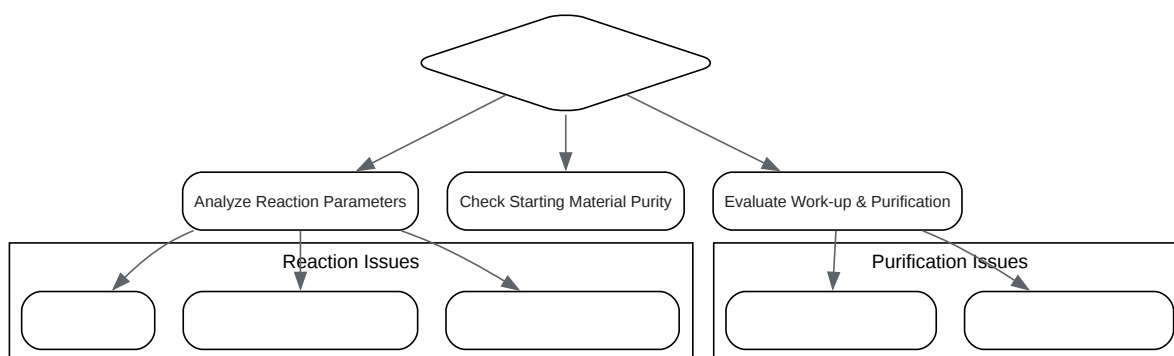 Analyze Reaction Parameters
Check Starting Material Purity
Evaluate Work-up & Purification
Reaction Issues
Purification Issues